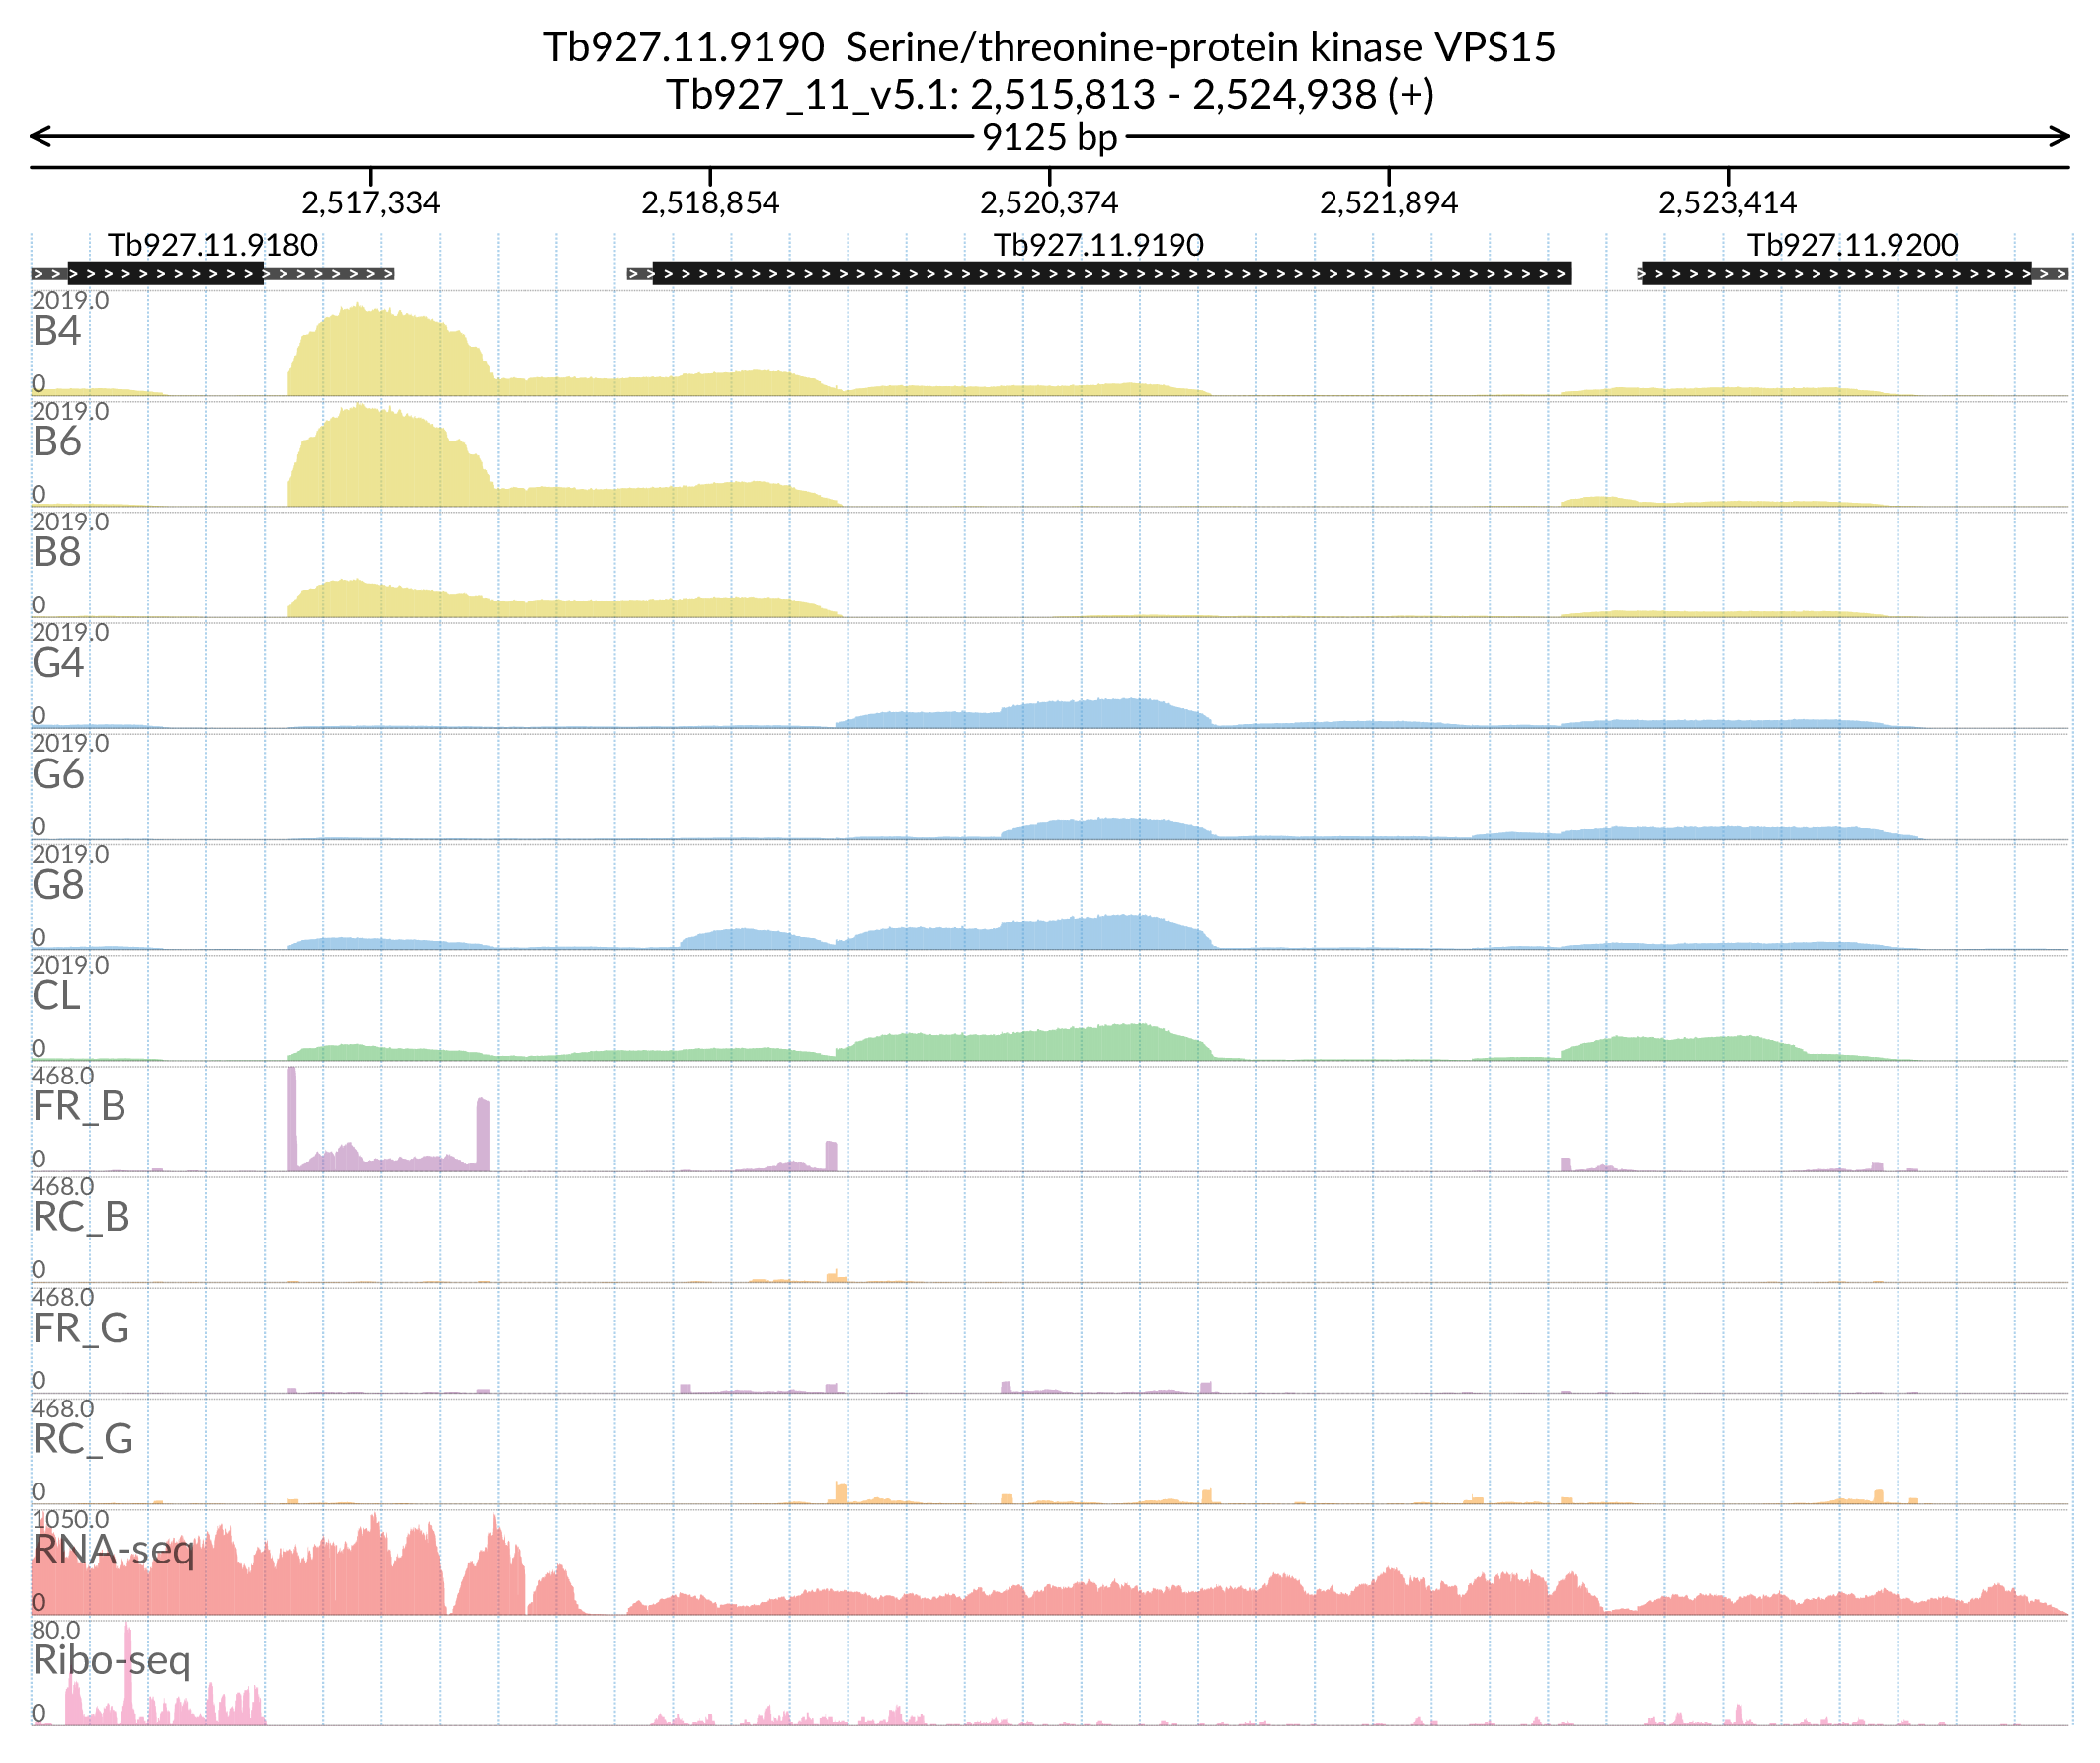 Tb927.11.9190 Serine/threonine-protein kinase VPS15
Tb927_11_v5.1: 2,515,813 - 2,524,938 (+)
9125 bp
2,517,334 2,518,854 2,520,374 2,521,894 2,523,414
Tb927.11.9180 Tb927.11.9190 Tb927.11.9200
2019.0
B4
0
2019.0
B6
0
2019.0
B8
0
2019.0
G4
0
2019.0
G6
0
2019.0
G8
0
2019.0
CL
0
468.0
FR_B
0
468.0
RC_B
0
468.0
FR_G
0
468.0
RC_G
0
1050.0
RNA-seq
0
80.0
Ribo-seq
0